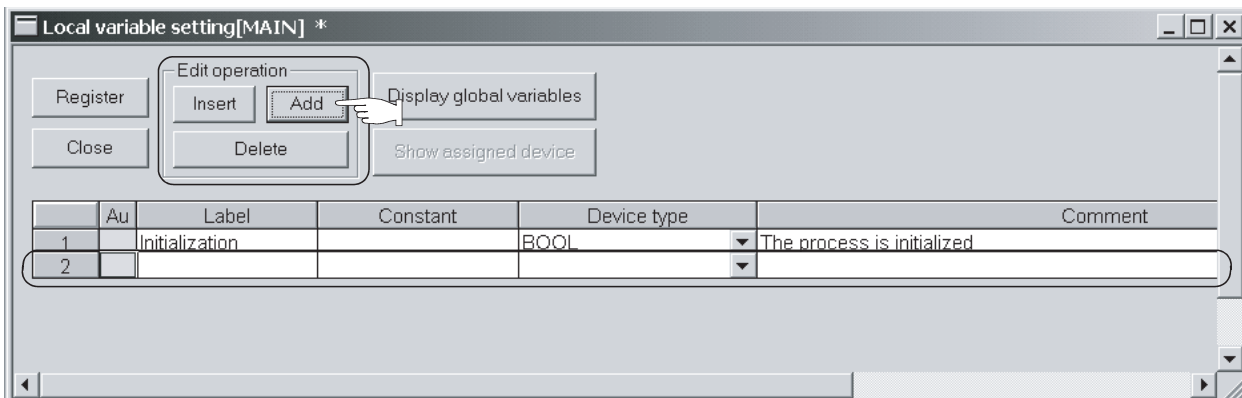 Local variable setting[MAIN] *
Edit operation
Register
Insert
Add
Display global variables
Close
Delete
Show assigned device
Au Label Constant Device type Comment
1 Initialization BOOL The process is initialized
2